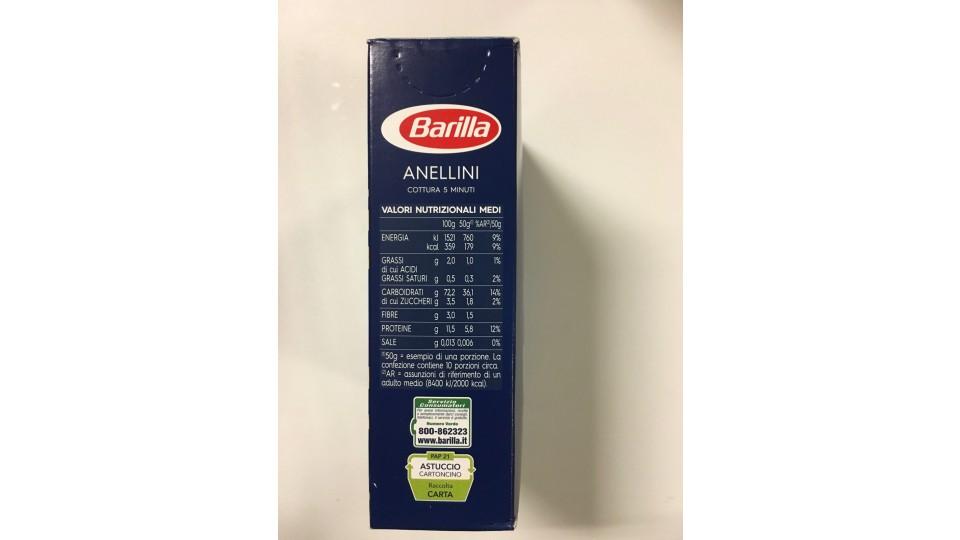 Barilla
ANELLINI
COTTURA 5 MINUTI
VALORI NUTRIZIONALI MEDI
100g 50g⁽¹⁾ %AR⁽²⁾/50g
ENERGIA kJ 1521 760 9%
kcal 359 179 9%
GRASSI g 2,0 1,0 1%
di cui ACIDI
GRASSI SATURI g 0,5 0,3 2%
CARBOIDRATI g 72,2 36,1 14%
di cui ZUCCHERI g 3,5 1,8 2%
FIBRE g 3,0 1,5
PROTEINE g 11,5 5,8 12%
SALE g 0,013 0,006 0%
⁽¹⁾50g = esempio di una porzione. La
confezione contiene 10 porzioni circa.
⁽²⁾AR = assunzioni di riferimento di un
adulto medio (8400 kJ/2000 kcal).
Servizio
Consumatori
Numero Verde
800-862323
www.barilla.it
PAP 21
ASTUCCIO
CARTONCINO
Raccolta
CARTA